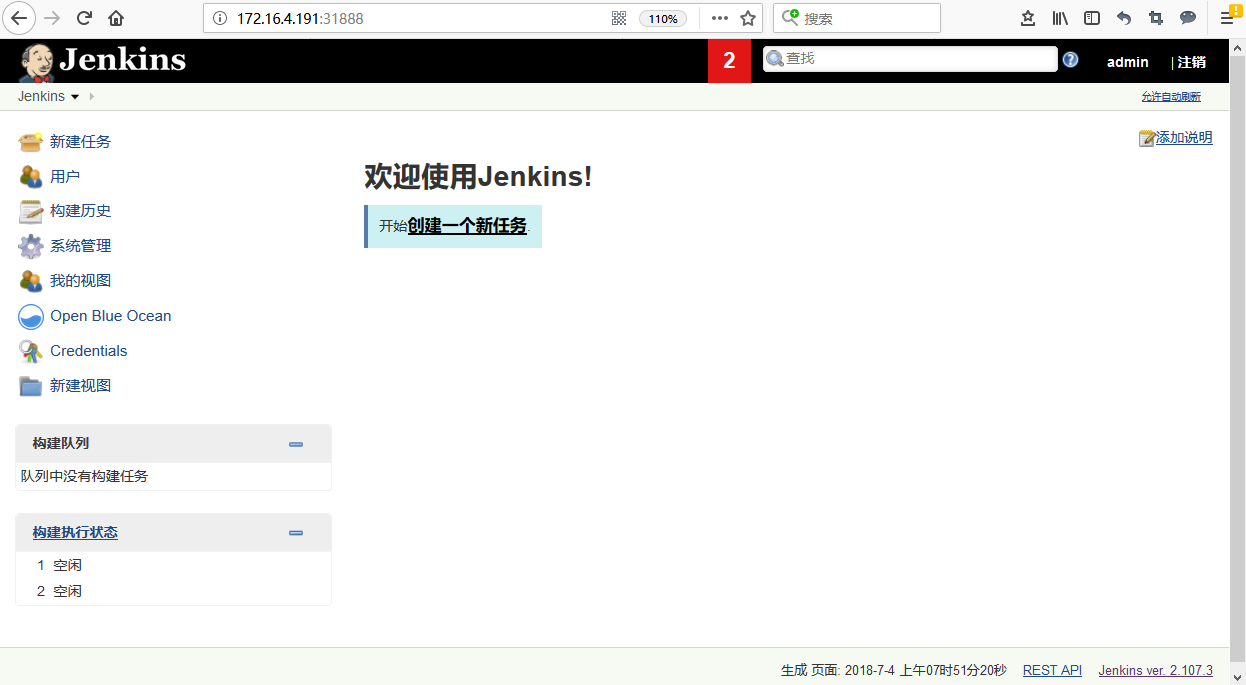 172.16.4.191:31888
110%
搜索
Jenkins
2
查找
admin
| 注销
Jenkins
允许自动刷新
新建任务
用户
构建历史
系统管理
我的视图
Open Blue Ocean
Credentials
新建视图
构建队列
队列中没有构建任务
构建执行状态
1 空闲
2 空闲
添加说明
欢迎使用Jenkins!
开始创建一个新任务.
生成 页面: 2018-7-4 上午07时51分20秒
REST API
Jenkins ver. 2.107.3